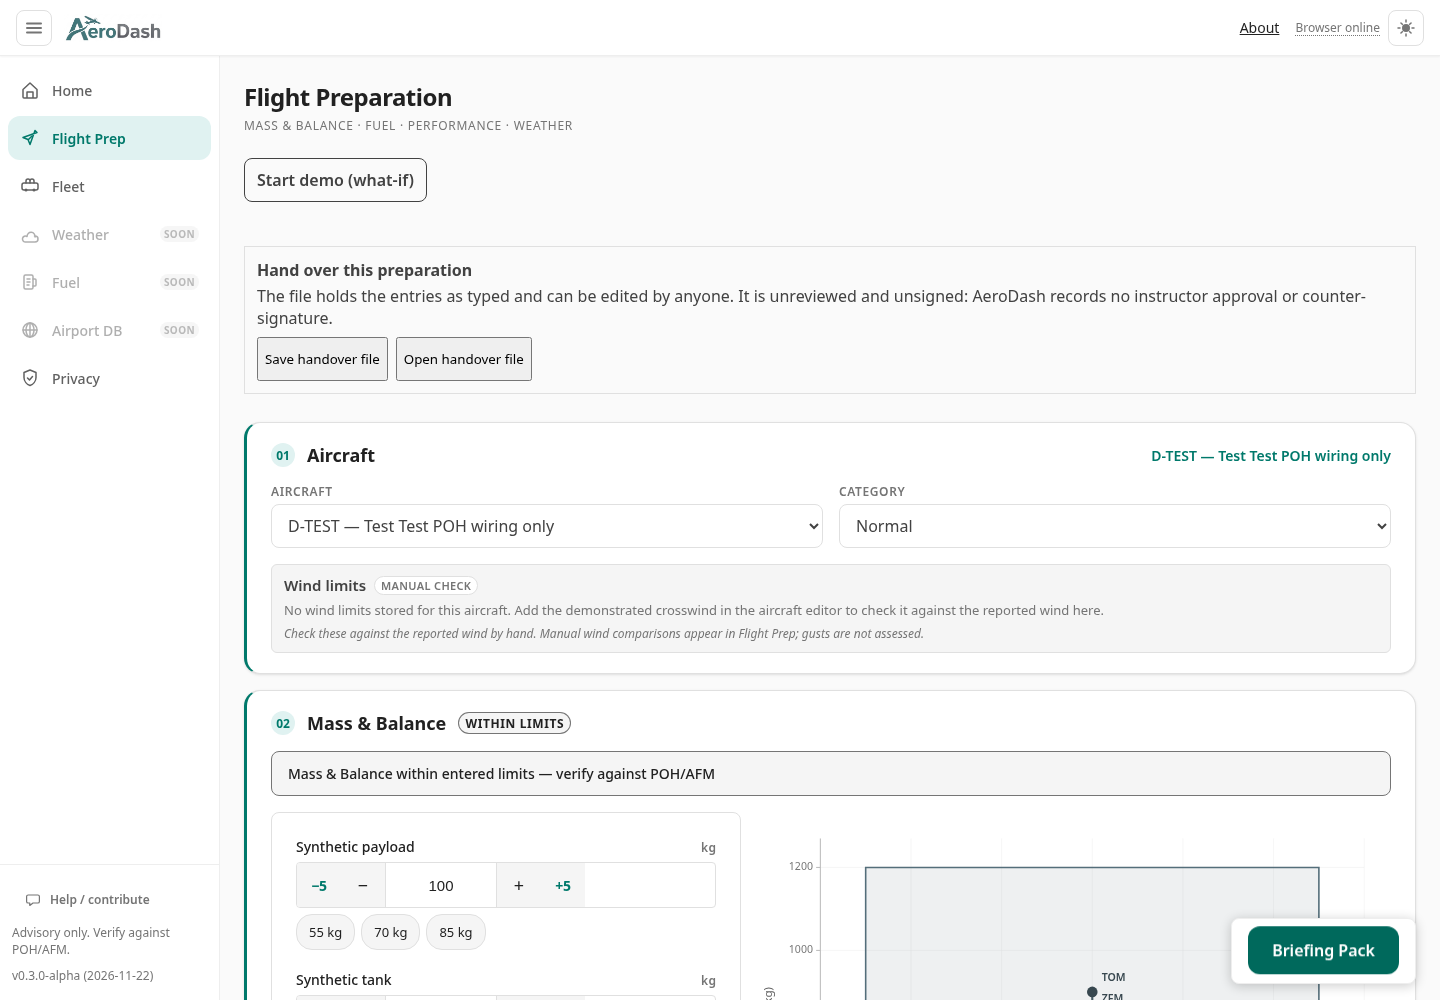 AeroDash
About
Browser online
Home
Flight Prep
Fleet
Weather SOON
Fuel SOON
Airport DB SOON
Privacy
Help / contribute
Advisory only. Verify against
POH/AFM.
v0.3.0-alpha (2026-11-22)
Flight Preparation
MASS & BALANCE · FUEL · PERFORMANCE · WEATHER
Start demo (what-if)
Hand over this preparation
The file holds the entries as typed and can be edited by anyone. It is unreviewed and unsigned: AeroDash records no instructor approval or counter-
signature.
Save handover file
Open handover file
01 Aircraft
D-TEST — Test Test POH wiring only
AIRCRAFT
D-TEST — Test Test POH wiring only
CATEGORY
Normal
Wind limits MANUAL CHECK
No wind limits stored for this aircraft. Add the demonstrated crosswind in the aircraft editor to check it against the reported wind here.
Check these against the reported wind by hand. Manual wind comparisons appear in Flight Prep; gusts are not assessed.
02 Mass & Balance WITHIN LIMITS
Mass & Balance within entered limits — verify against POH/AFM
Synthetic payload kg
−5 − 100 + +5
55 kg 70 kg 85 kg
Synthetic tank kg
1200
1000
TOM
ZFM
kg)
Briefing Pack